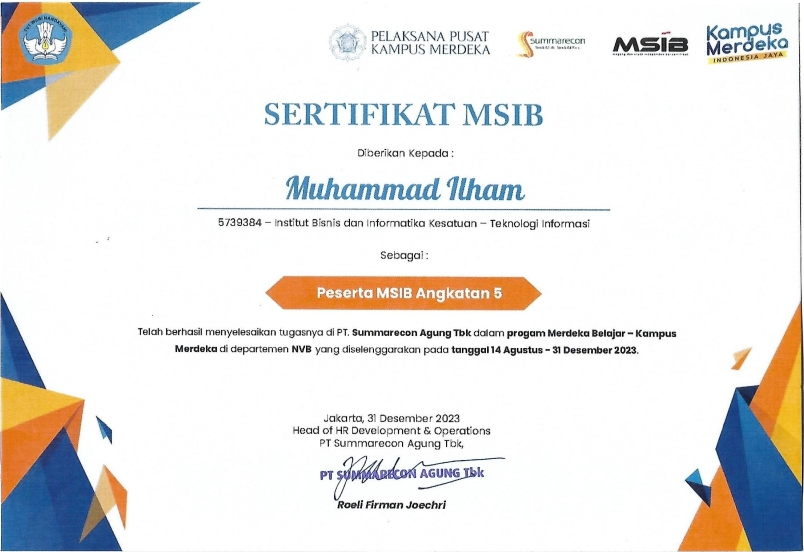 TUT WURI HANDAYANI
PELAKSANA PUSAT
KAMPUS MERDEKA
Summarecon
MSIB
Kampus
Merdeka
INDONESIA JAYA
SERTIFIKAT MSIB
Diberikan Kepada :
Muhammad Ilham
5739384 – Institut Bisnis dan Informatika Kesatuan – Teknologi Informasi
Sebagai :
Peserta MSIB Angkatan 5
Telah berhasil menyelesaikan tugasnya di PT. Summarecon Agung Tbk dalam progam Merdeka Belajar – Kampus
Merdeka di departemen NVB yang diselenggarakan pada tanggal 14 Agustus - 31 Desember 2023.
Jakarta, 31 Desember 2023
Head of HR Development & Operations
PT Summarecon Agung Tbk,
PT SUMMARECON AGUNG Tbk
Roeli Firman Joechri